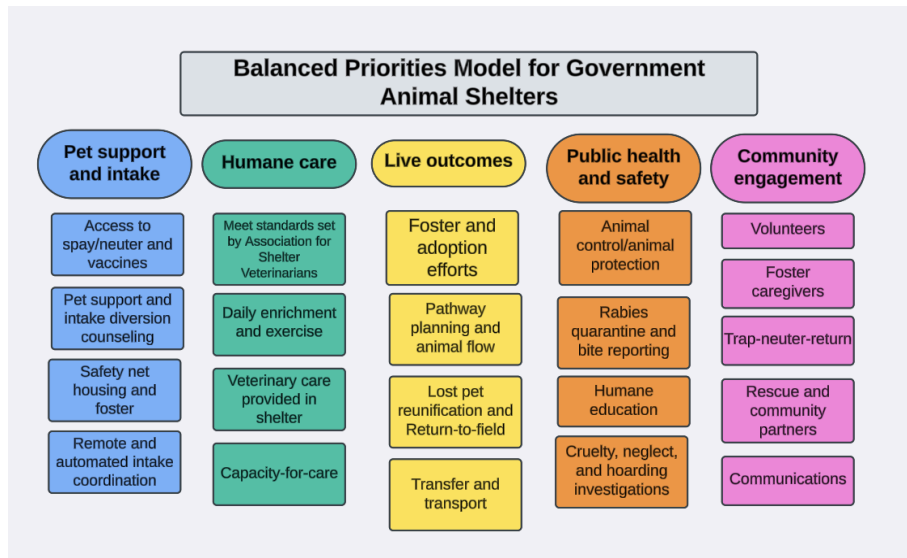 Balanced Priorities Model for Government
Animal Shelters
Pet support
and intake
Access to
spay/neuter and
vaccines
Pet support and
intake diversion
counseling
Safety net
housing and
foster
Remote and
automated intake
coordination
Humane care
Meet standards set
by Association for
Shelter
Veterinarians
Daily enrichment
and exercise
Veterinary care
provided in
shelter
Capacity-for-care
Live outcomes
Foster and
adoption
efforts
Pathway
planning and
animal flow
Lost pet
reunification and
Return-to-field
Transfer and
transport
Public health
and safety
Animal
control/animal
protection
Rabies
quarantine and
bite reporting
Humane
education
Cruelty, neglect,
and hoarding
investigations
Community
engagement
Volunteers
Foster
caregivers
Trap-neuter-return
Rescue and
community
partners
Communications